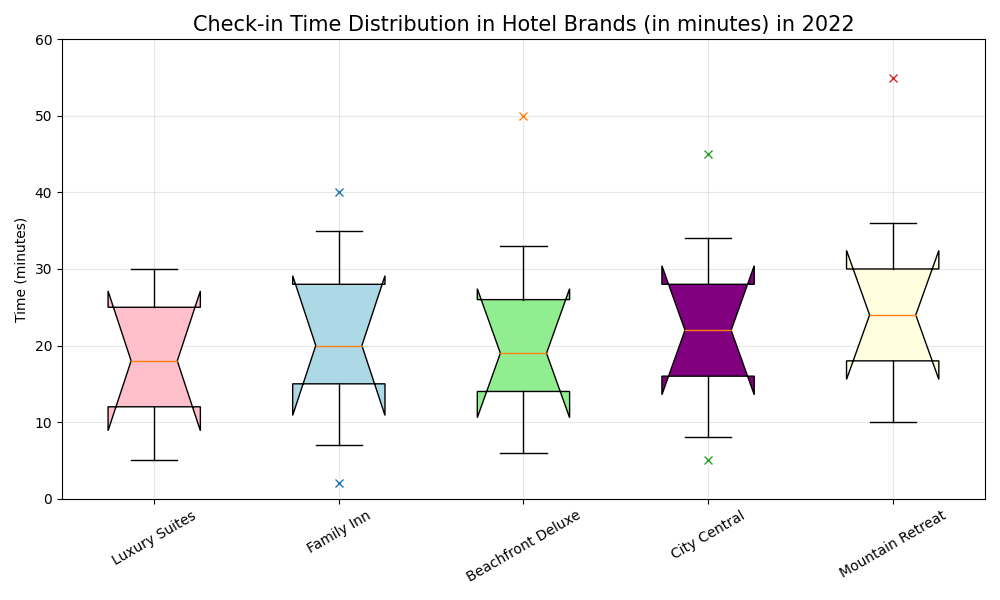 Check-in Time Distribution in Hotel Brands (in minutes) in 2022
Time (minutes)
60
50
40
30
20
10
0
Luxury Suites
Family Inn
Beachfront Deluxe
City Central
Mountain Retreat